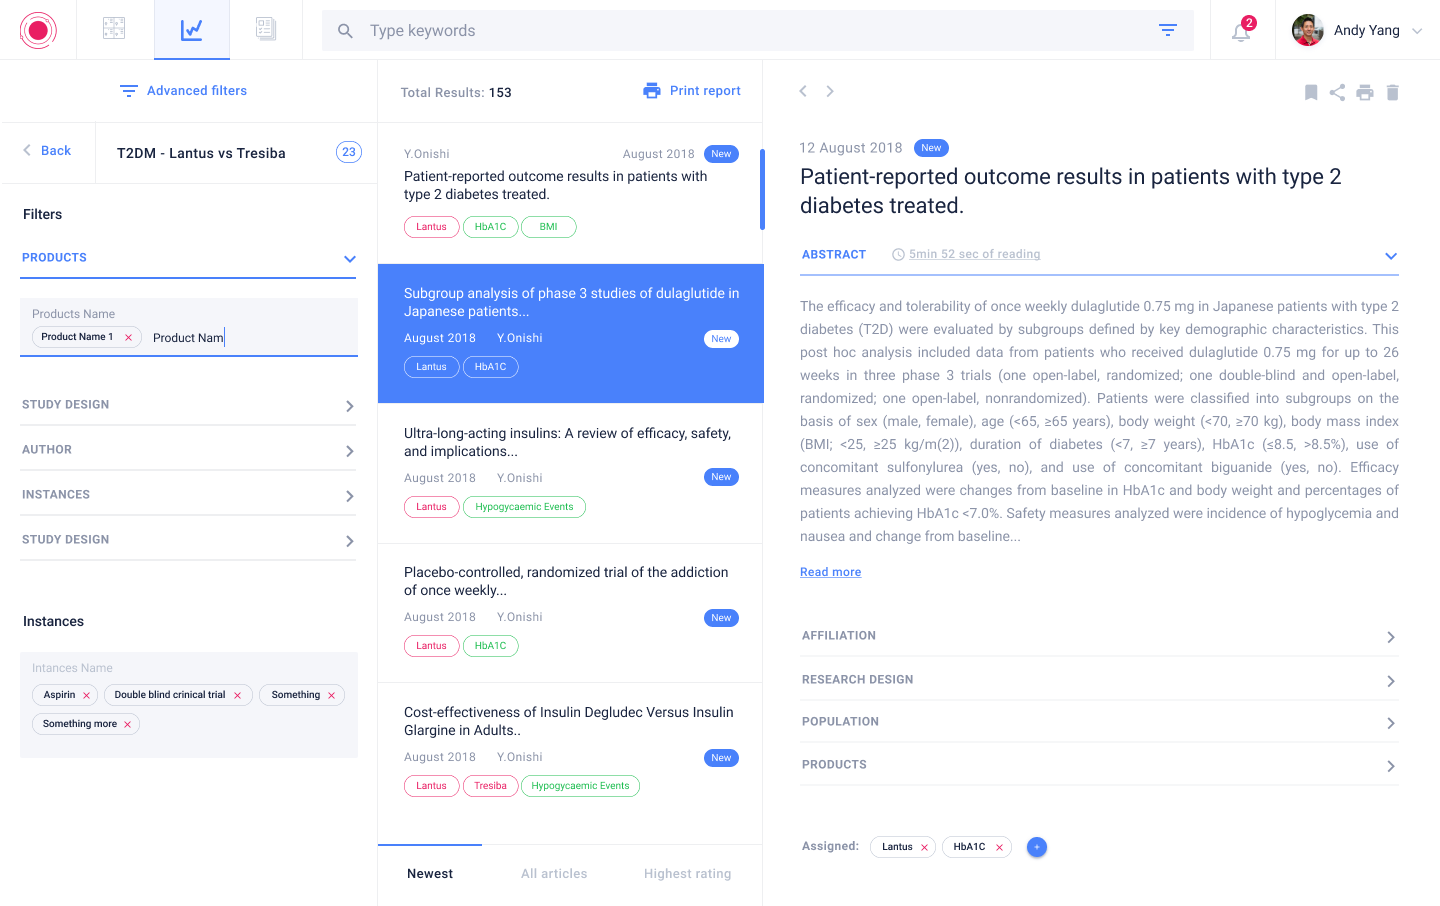 Type keywords
2
Andy Yang
Advanced filters
Back
T2DM - Lantus vs Tresiba
23
Filters
PRODUCTS
Products Name
Product Name 1
Product Nam
STUDY DESIGN
AUTHOR
INSTANCES
STUDY DESIGN
Instances
Intances Name
Aspirin
Double blind crinical trial
Something
Something more
Total Results: 153
Print report
Y.Onishi
August 2018
New
Patient-reported outcome results in patients with
type 2 diabetes treated.
Lantus
HbA1C
BMI
Subgroup analysis of phase 3 studies of dulaglutide in
Japanese patients...
August 2018
Y.Onishi
New
Lantus
HbA1C
Ultra-long-acting insulins: A review of efficacy, safety,
and implications...
August 2018
Y.Onishi
New
Lantus
Hypogycaemic Events
Placebo-controlled, randomized trial of the addiction
of once weekly...
August 2018
Y.Onishi
New
Lantus
HbA1C
Cost-effectiveness of Insulin Degludec Versus Insulin
Glargine in Adults..
August 2018
Y.Onishi
New
Lantus
Tresiba
Hypogycaemic Events
Newest
All articles
Highest rating
12 August 2018
New
Patient-reported outcome results in patients with type 2
diabetes treated.
ABSTRACT
5min 52 sec of reading
The efficacy and tolerability of once weekly dulaglutide 0.75 mg in Japanese patients with type 2
diabetes (T2D) were evaluated by subgroups defined by key demographic characteristics. This
post hoc analysis included data from patients who received dulaglutide 0.75 mg for up to 26
weeks in three phase 3 trials (one open-label, randomized; one double-blind and open-label,
randomized; one open-label, nonrandomized). Patients were classified into subgroups on the
basis of sex (male, female), age (<65, ≥65 years), body weight (<70, ≥70 kg), body mass index
(BMI; <25, ≥25 kg/m(2)), duration of diabetes (<7, ≥7 years), HbA1c (≤8.5, >8.5%), use of
concomitant sulfonylurea (yes, no), and use of concomitant biguanide (yes, no). Efficacy
measures analyzed were changes from baseline in HbA1c and body weight and percentages of
patients achieving HbA1c <7.0%. Safety measures analyzed were incidence of hypoglycemia and
nausea and change from baseline...
Read more
AFFILIATION
RESEARCH DESIGN
POPULATION
PRODUCTS
Assigned:
Lantus
HbA1C